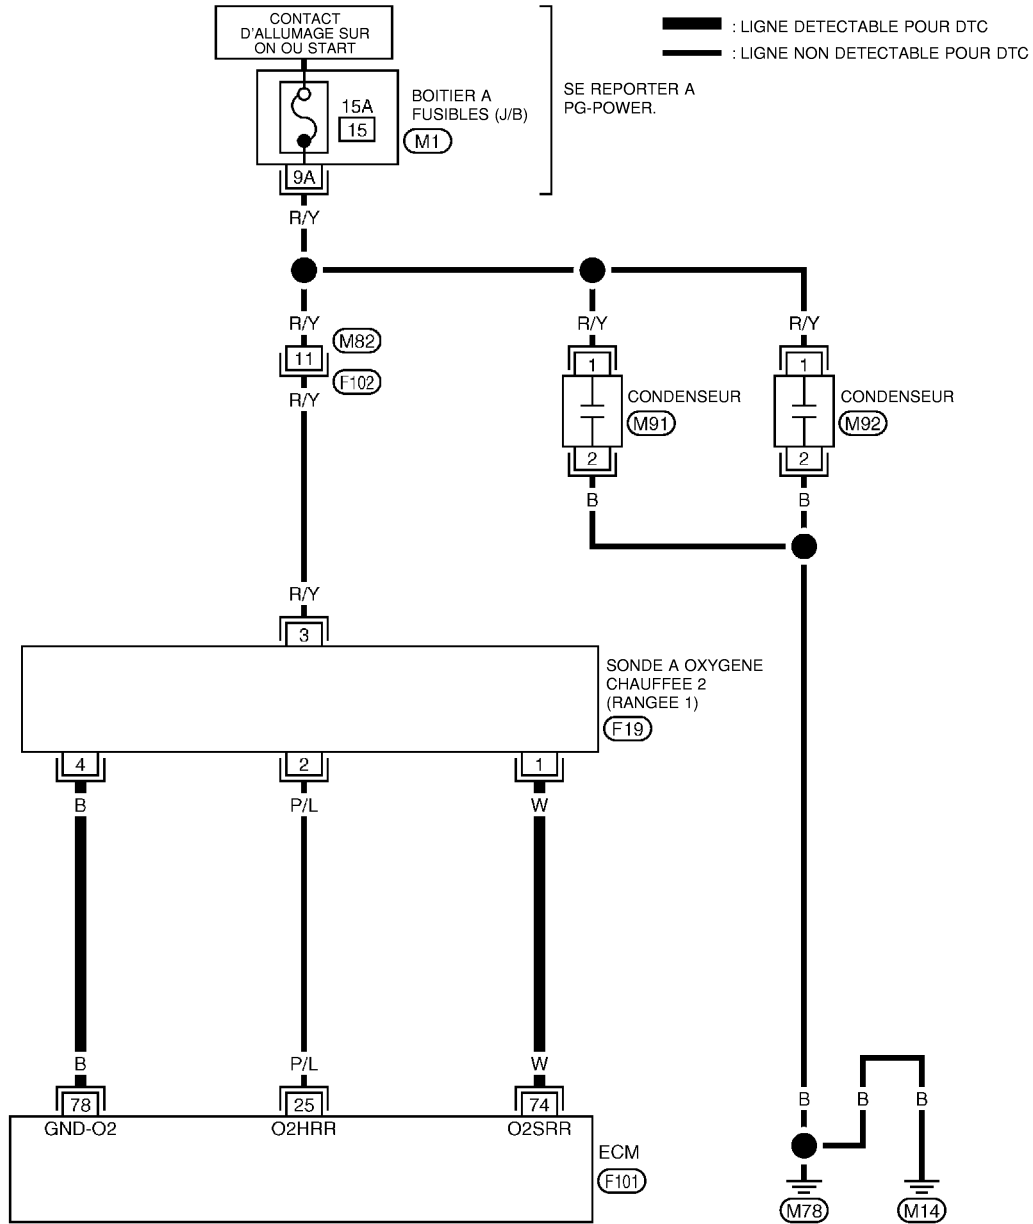 CONTACT
D'ALLUMAGE SUR
ON OU START
: LIGNE DETECTABLE POUR DTC
: LIGNE NON DETECTABLE POUR DTC
15A
15
BOITIER A
FUSIBLES (J/B)
M1
SE REPORTER A
PG-POWER.
9A
R/Y
R/Y
R/Y
R/Y
11
M82
F102
R/Y
1
1
CONDENSEUR
M91
CONDENSEUR
M92
2
2
B
B
R/Y
3
SONDE A OXYGENE
CHAUFFEE 2
(RANGEE 1)
F19
4
2
1
B
P/L
W
B
P/L
W
78
25
74
GND-O2
O2HRR
O2SRR
ECM
F101
B
B
B
M78
M14